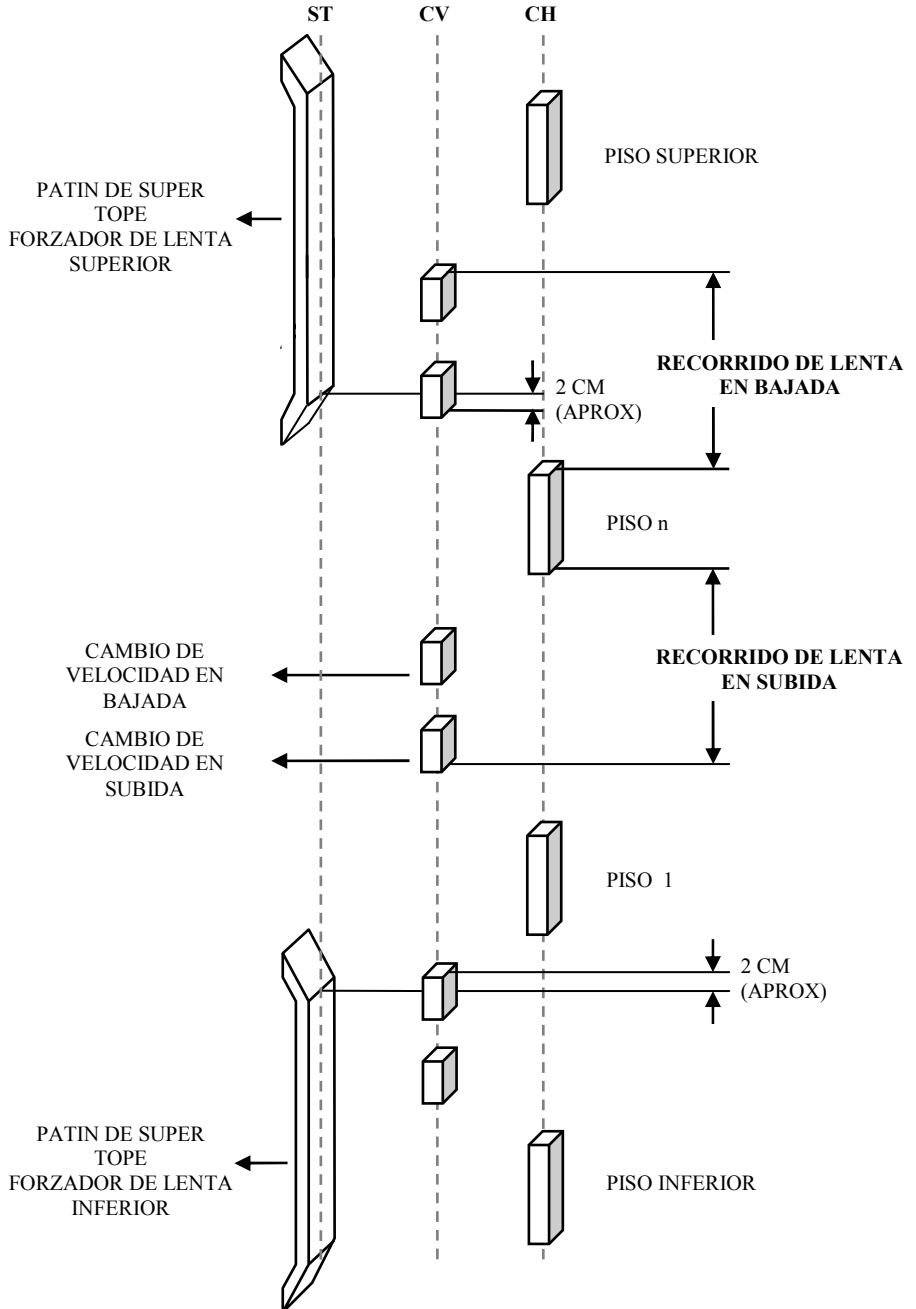 ST CV CH
PISO SUPERIOR
PATIN DE SUPER
TOPE
FORZADOR DE LENTA
SUPERIOR
RECORRIDO DE LENTA
EN BAJADA
2 CM
(APROX)
PISO n
CAMBIO DE
VELOCIDAD EN
BAJADA
RECORRIDO DE LENTA
EN SUBIDA
CAMBIO DE
VELOCIDAD EN
SUBIDA
PISO 1
2 CM
(APROX)
PATIN DE SUPER
TOPE
FORZADOR DE LENTA
INFERIOR
PISO INFERIOR